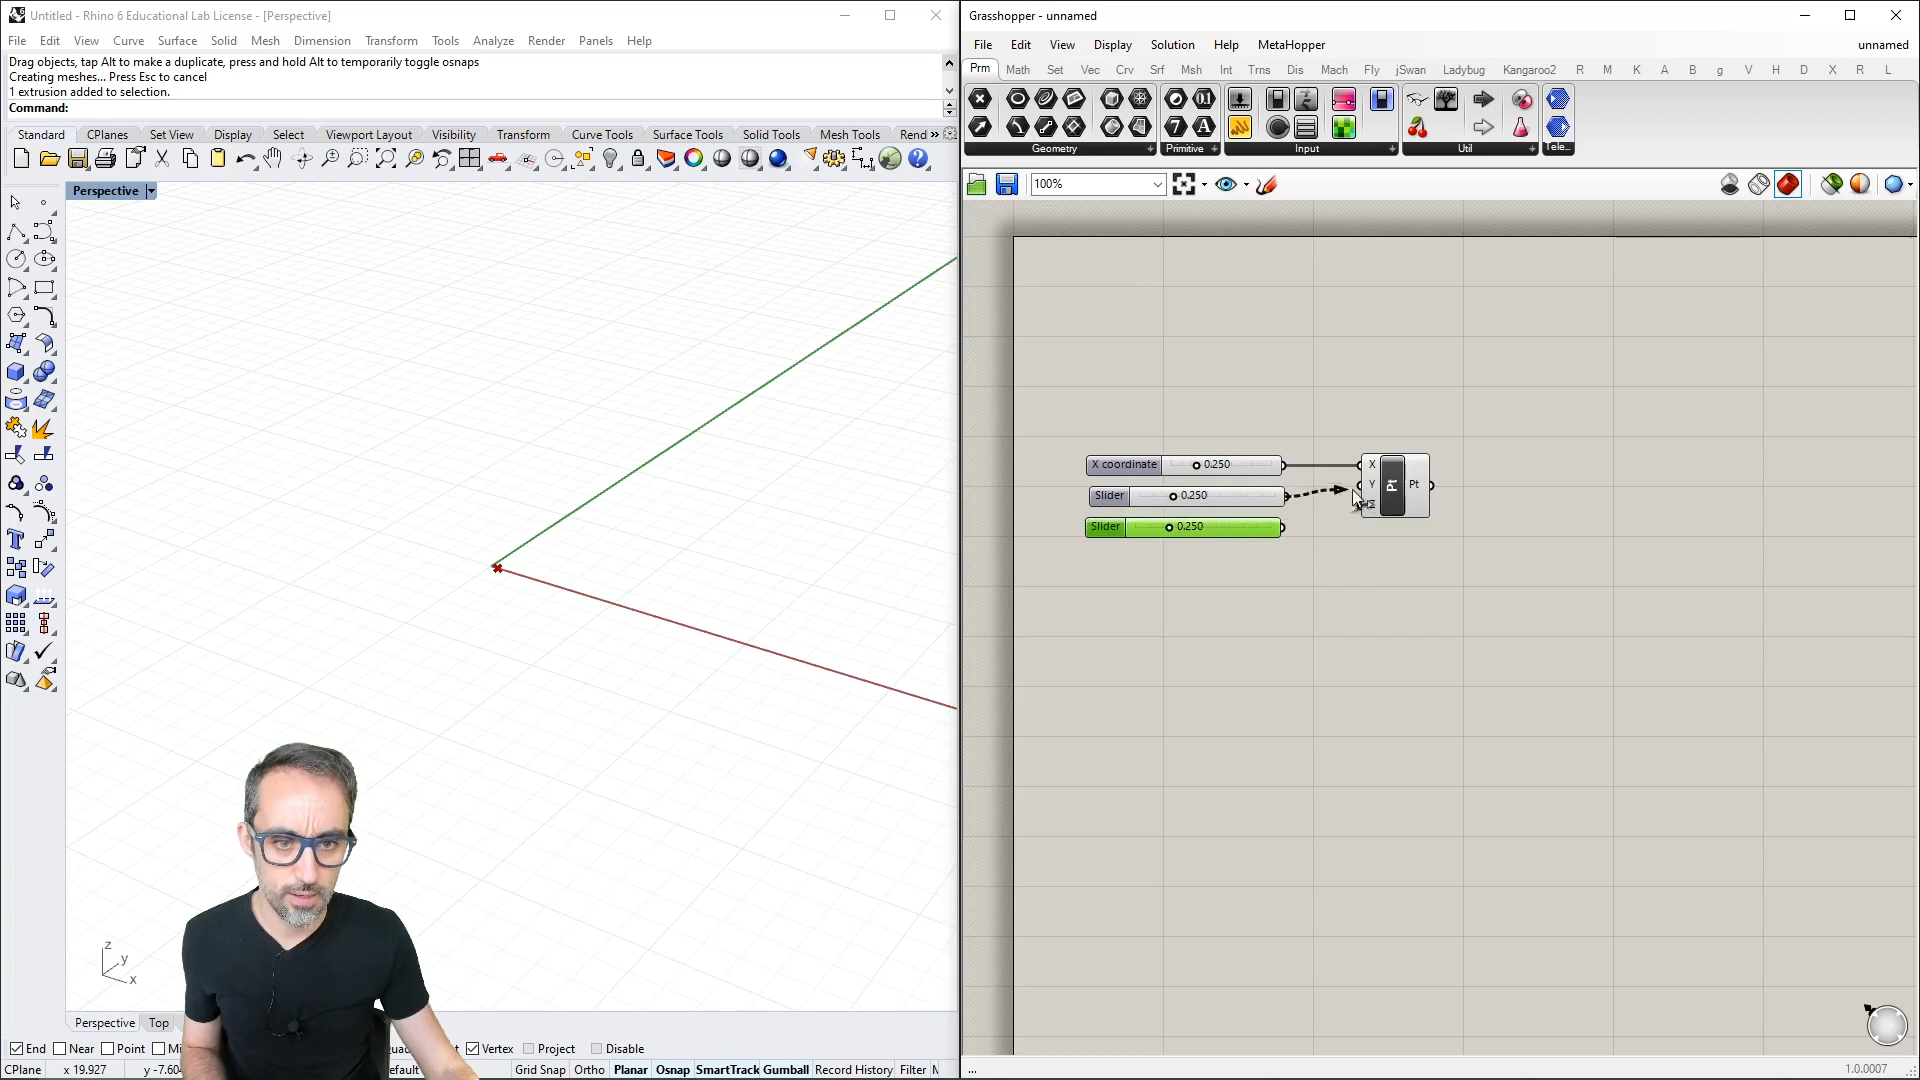 Untitled - Rhino 6 Educational Lab License - [Perspective]
File Edit View Curve Surface Solid Mesh Dimension Transform Tools Analyze Render Panels Help
Drag objects, tap Alt to make a duplicate, press and hold Alt to temporarily toggle osnaps
Creating meshes... Press Esc to cancel
1 extrusion added to selection.
Command:
Standard CPlanes Set View Display Select Viewport Layout Visibility Transform Curve Tools Surface Tools Solid Tools Mesh Tools Rend »
Perspective
z
y
x
Perspective Top
End Near Point Mi Vertex Project Disable
CPlane x 19.927 y -7.604 efault Grid Snap Ortho Planar Osnap SmartTrack Gumball Record History Filter
Grasshopper - unnamed
File Edit View Display Solution Help MetaHopper unnamed
Prm Math Set Vec Crv Srf Msh Int Trns Dis Mach Fly jSwan Ladybug Kangaroo2 R M K A B g V H D X R L
Geometry Primitive Input Util Tele...
100%
X coordinate 0.250
Slider 0.250
Slider 0.250
X
Y
Z
Pt
Pt
... 1.0.0007